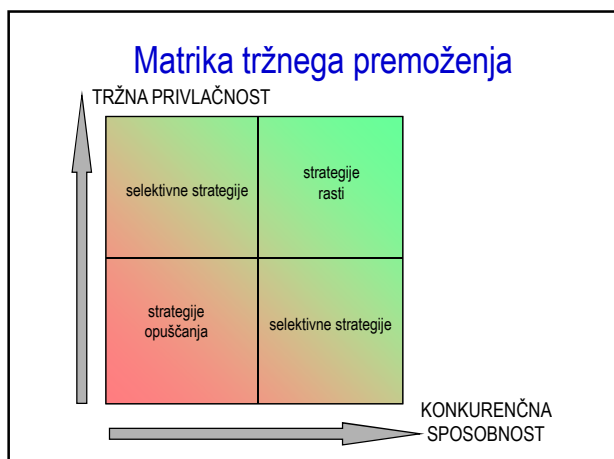 Matrika tržnega premoženja
TRŽNA PRIVLAČNOST
selektivne strategije
strategije
rasti
strategije
opuščanja
selektivne strategije
KONKURENČNA
SPOSOBNOST